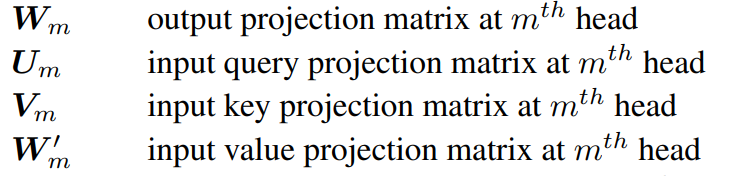 W_m output projection matrix at m^{th} head
U_m input query projection matrix at m^{th} head
V_m input key projection matrix at m^{th} head
W'_m input value projection matrix at m^{th} head